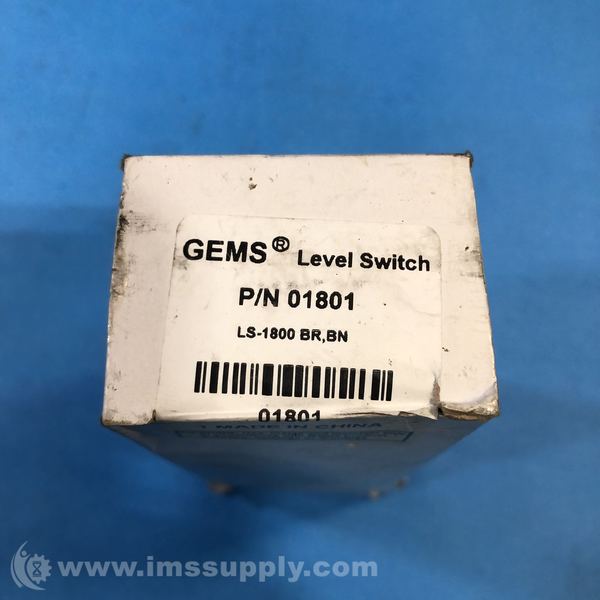 GEMS® Level Switch
P/N 01801
LS-1800 BR,BN
01801
MADE IN CHINA
www.imssupply.com